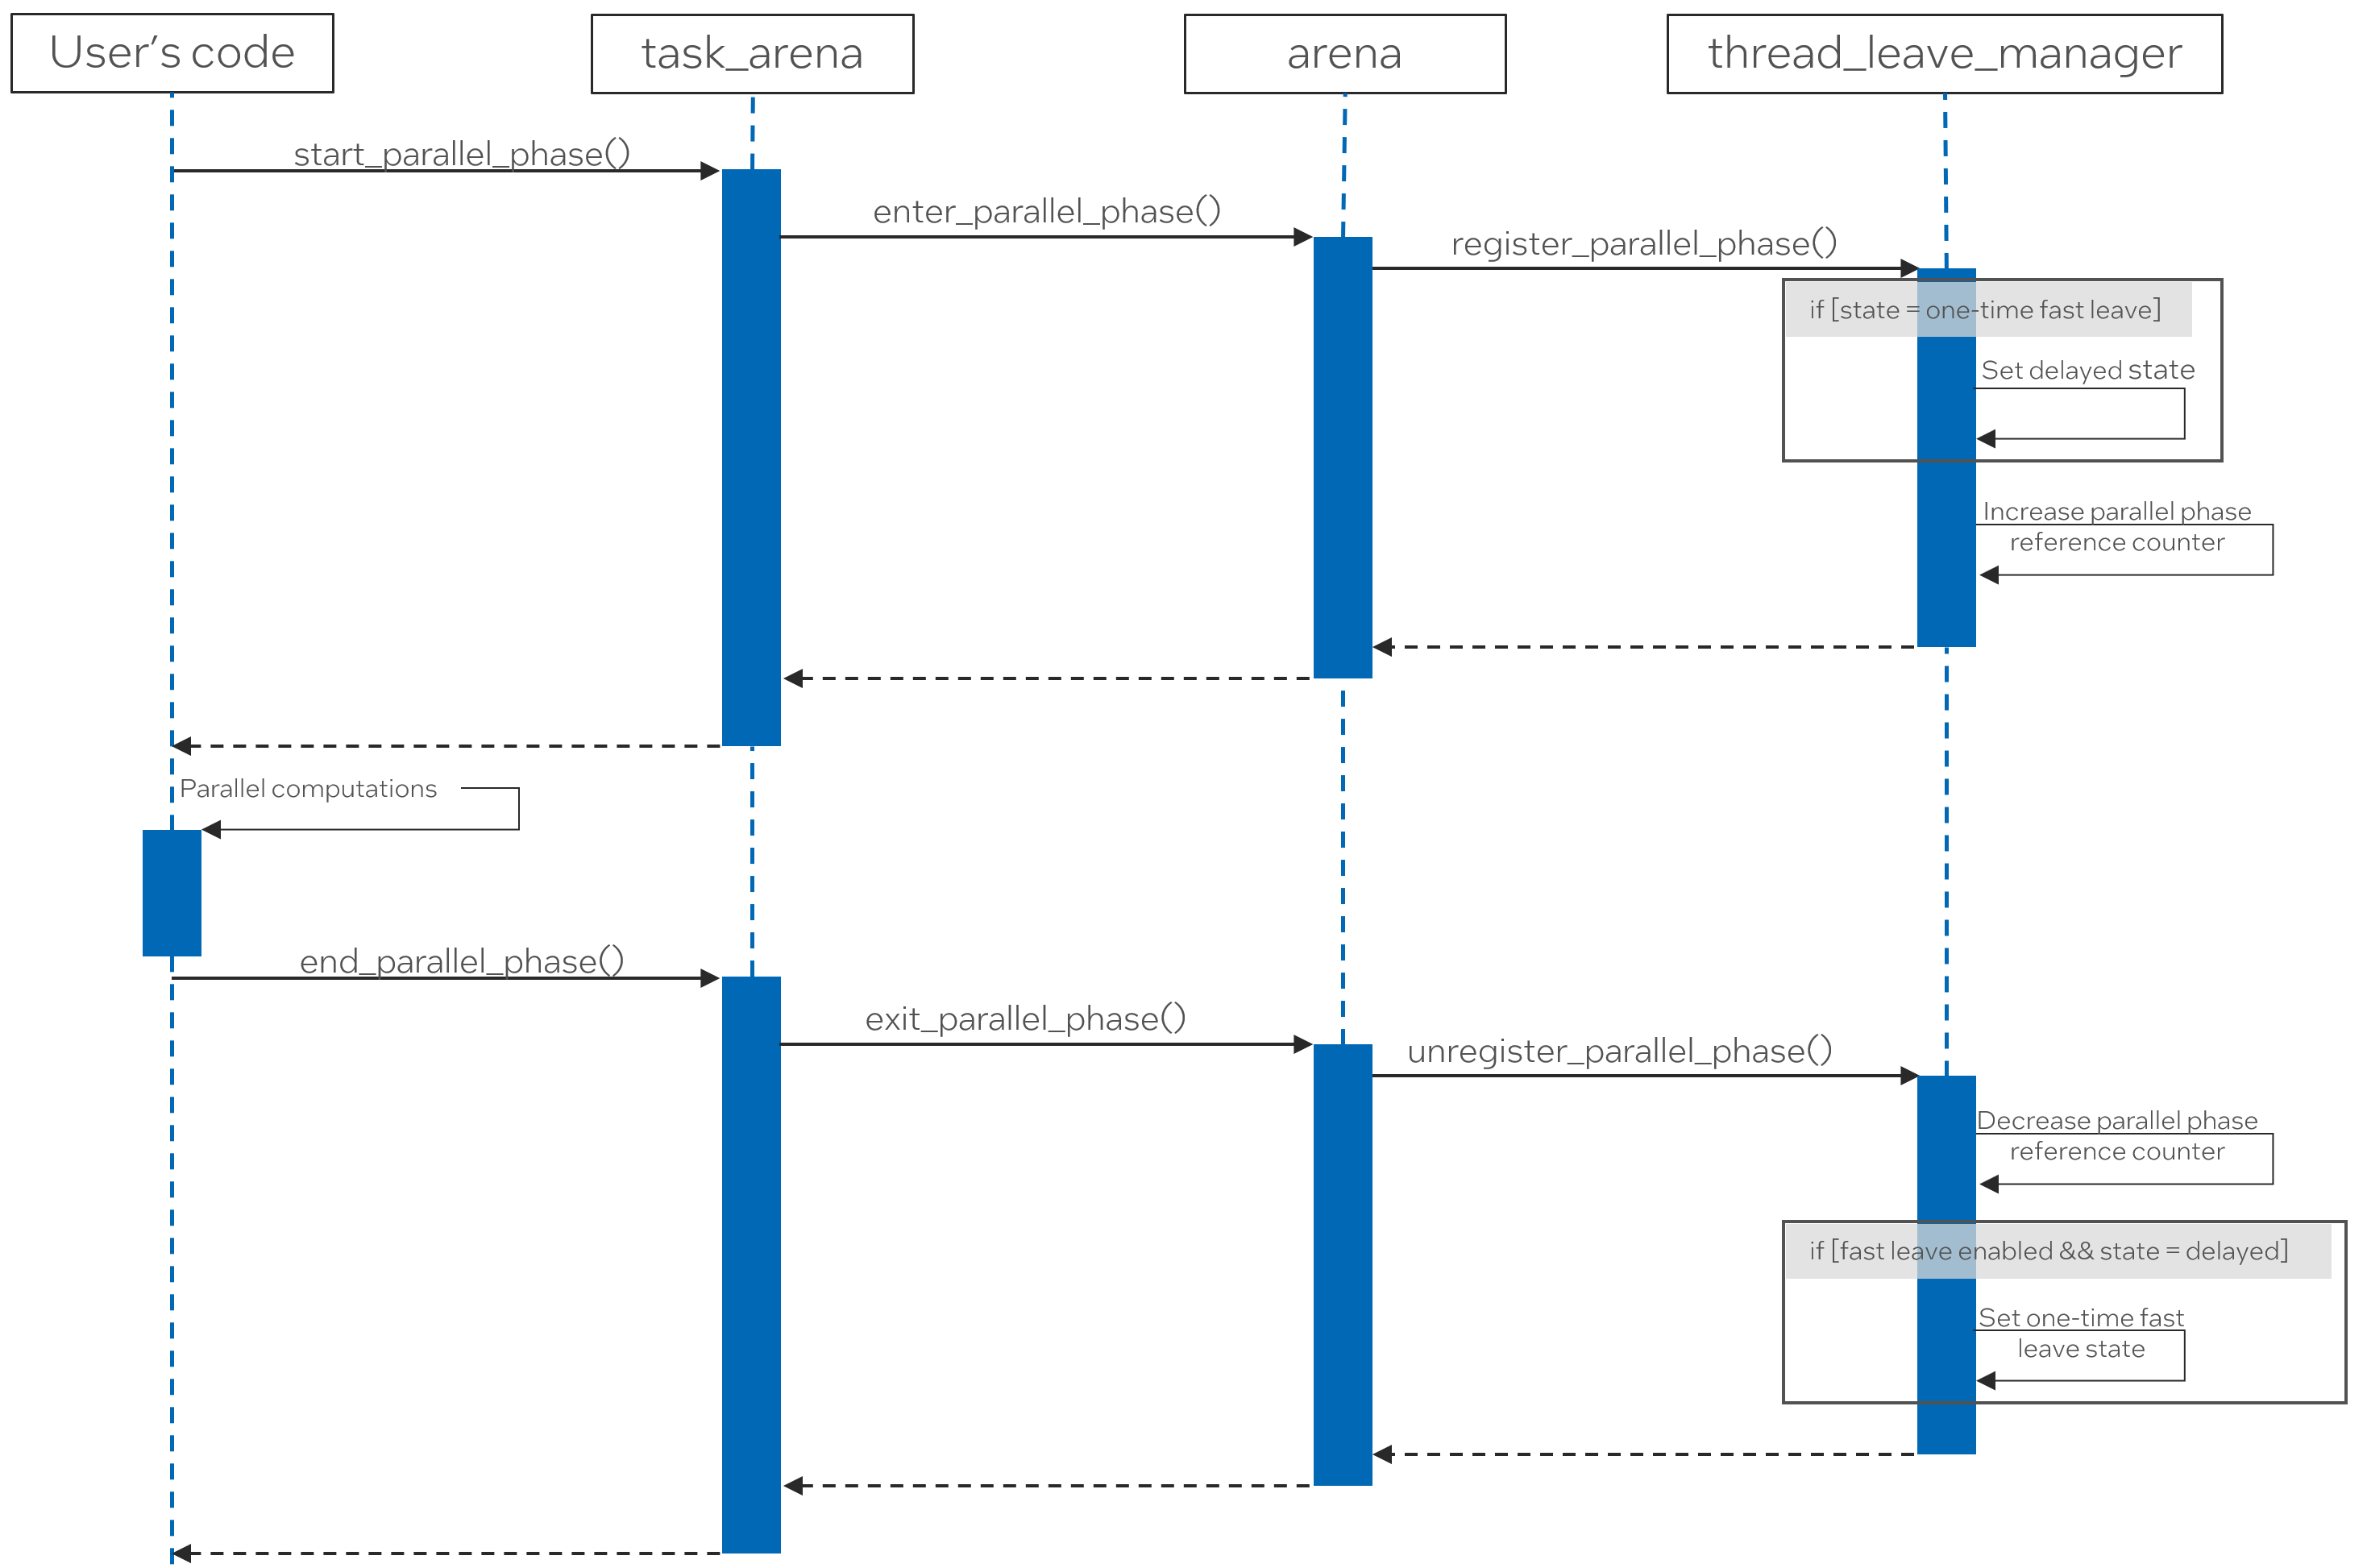 User’s code
task_arena
arena
thread_leave_manager
start_parallel_phase()
enter_parallel_phase()
register_parallel_phase()
if [state = one-time fast leave]
Set delayed state
Increase parallel phase
reference counter
Parallel computations
end_parallel_phase()
exit_parallel_phase()
unregister_parallel_phase()
Decrease parallel phase
reference counter
if [fast leave enabled && state = delayed]
Set one-time fast
leave state